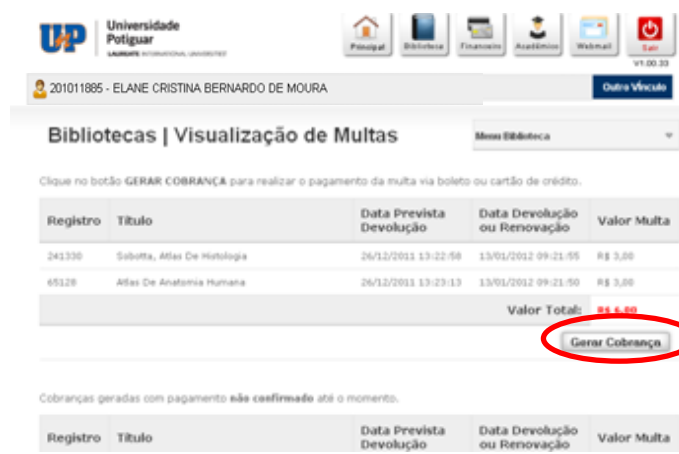 UnP
Universidade
Potiguar
LAUREATE INTERNATIONAL UNIVERSITIES
Principal Biblioteca Financeiro Acadêmico Webmail Sair
V1.00.33
201011885 - ELANE CRISTINA BERNARDO DE MOURA
Outro Vínculo
Bibliotecas | Visualização de Multas
Menu Biblioteca
Clique no botão GERAR COBRANÇA para realizar o pagamento da multa via boleto ou cartão de crédito.
Registro Título Data Prevista Devolução Data Devolução ou Renovação Valor Multa
241330 Sobotta, Atlas De Histologia 26/12/2011 13:22:58 13/01/2012 09:21:55 R$ 3,00
65128 Atlas De Anatomia Humana 26/12/2011 13:23:13 13/01/2012 09:21:50 R$ 3,00
Valor Total: R$ 6,00
Gerar Cobrança
Cobranças geradas com pagamento não confirmado até o momento.
Registro Título Data Prevista Devolução Data Devolução ou Renovação Valor Multa